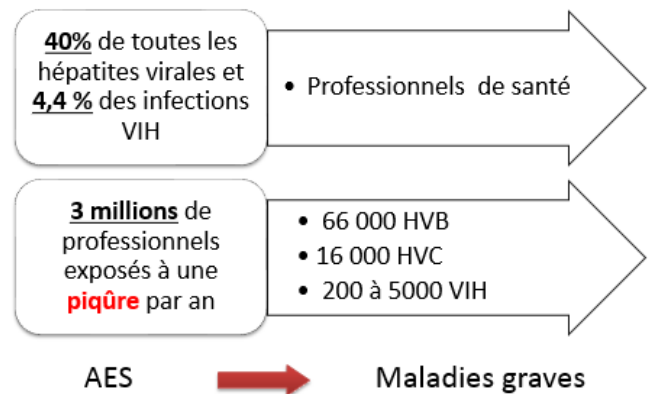 40% de toutes les
hépatites virales et
4,4 % des infections
VIH
• Professionnels de santé
3 millions de
professionnels
exposés à une
piqûre par an
• 66 000 HVB
• 16 000 HVC
• 200 à 5000 VIH
AES
Maladies graves